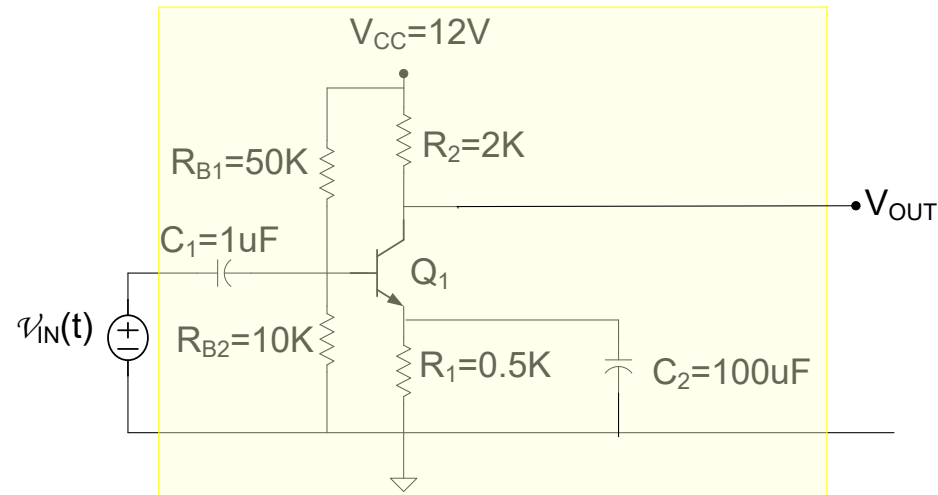 V_CC=12V
R_B1=50K
R_2=2K
V_OUT
C_1=1uF
Q_1
𝒱_IN(t)
R_B2=10K
R_1=0.5K
C_2=100uF